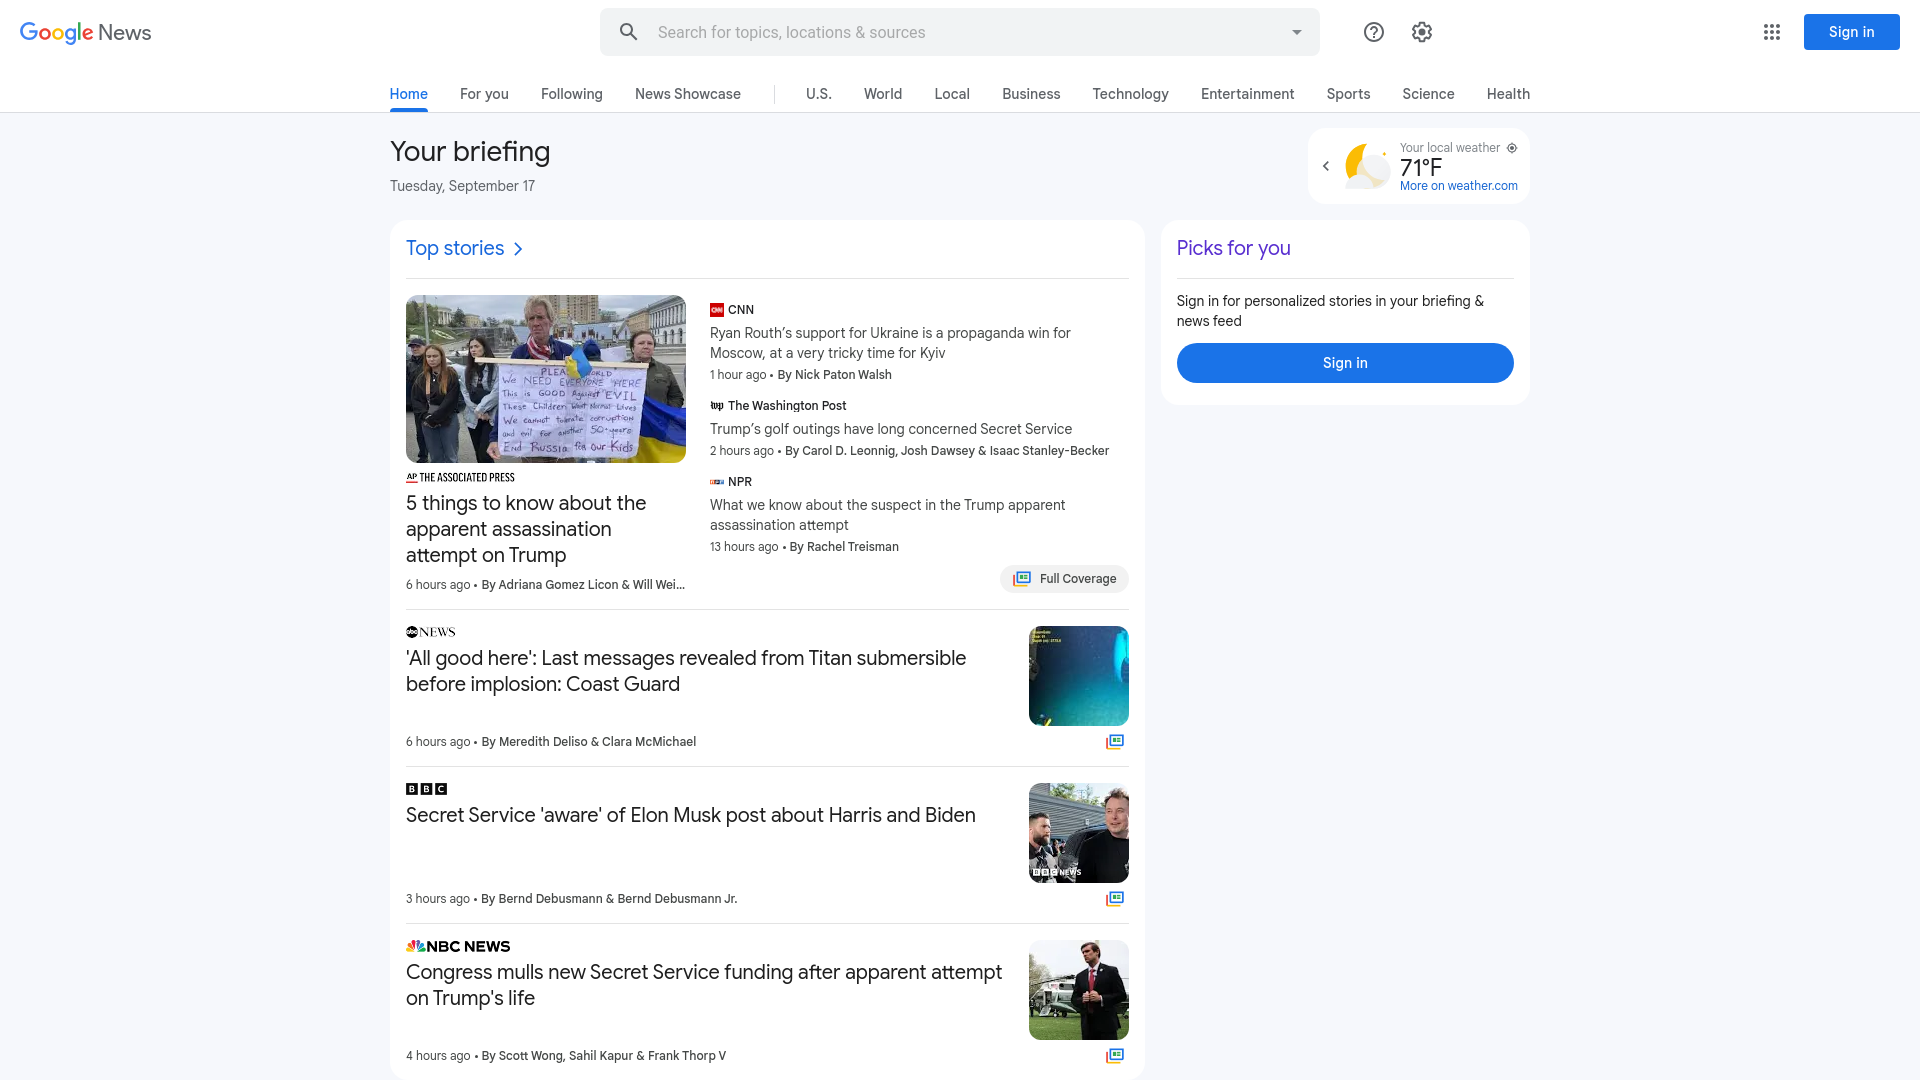 Google News
Search for topics, locations & sources
Sign in
Home
For you
Following
News Showcase
U.S.
World
Local
Business
Technology
Entertainment
Sports
Science
Health
Your briefing
Tuesday, September 17
Your local weather
71°F
More on weather.com
Top stories
PLEASE WORLD
We NEED EVERYONE HERE
This is GOOD Against EVIL
These Children Want Normal Lives
We cannot tolerate corruption
and evil for another 50 years
End Russia for our Kids
AP THE ASSOCIATED PRESS
5 things to know about the
apparent assassination
attempt on Trump
6 hours ago • By Adriana Gomez Licon & Will Wei...
CNN
Ryan Routh’s support for Ukraine is a propaganda win for
Moscow, at a very tricky time for Kyiv
1 hour ago • By Nick Paton Walsh
wp The Washington Post
Trump’s golf outings have long concerned Secret Service
2 hours ago • By Carol D. Leonnig, Josh Dawsey & Isaac Stanley-Becker
NPR
What we know about the suspect in the Trump apparent
assassination attempt
13 hours ago • By Rachel Treisman
Full Coverage
abc NEWS
'All good here': Last messages revealed from Titan submersible
before implosion: Coast Guard
6 hours ago • By Meredith Deliso & Clara McMichael
BBC
Secret Service 'aware' of Elon Musk post about Harris and Biden
BBC NEWS
3 hours ago • By Bernd Debusmann & Bernd Debusmann Jr.
NBC NEWS
Congress mulls new Secret Service funding after apparent attempt
on Trump's life
4 hours ago • By Scott Wong, Sahil Kapur & Frank Thorp V
Picks for you
Sign in for personalized stories in your briefing &
news feed
Sign in